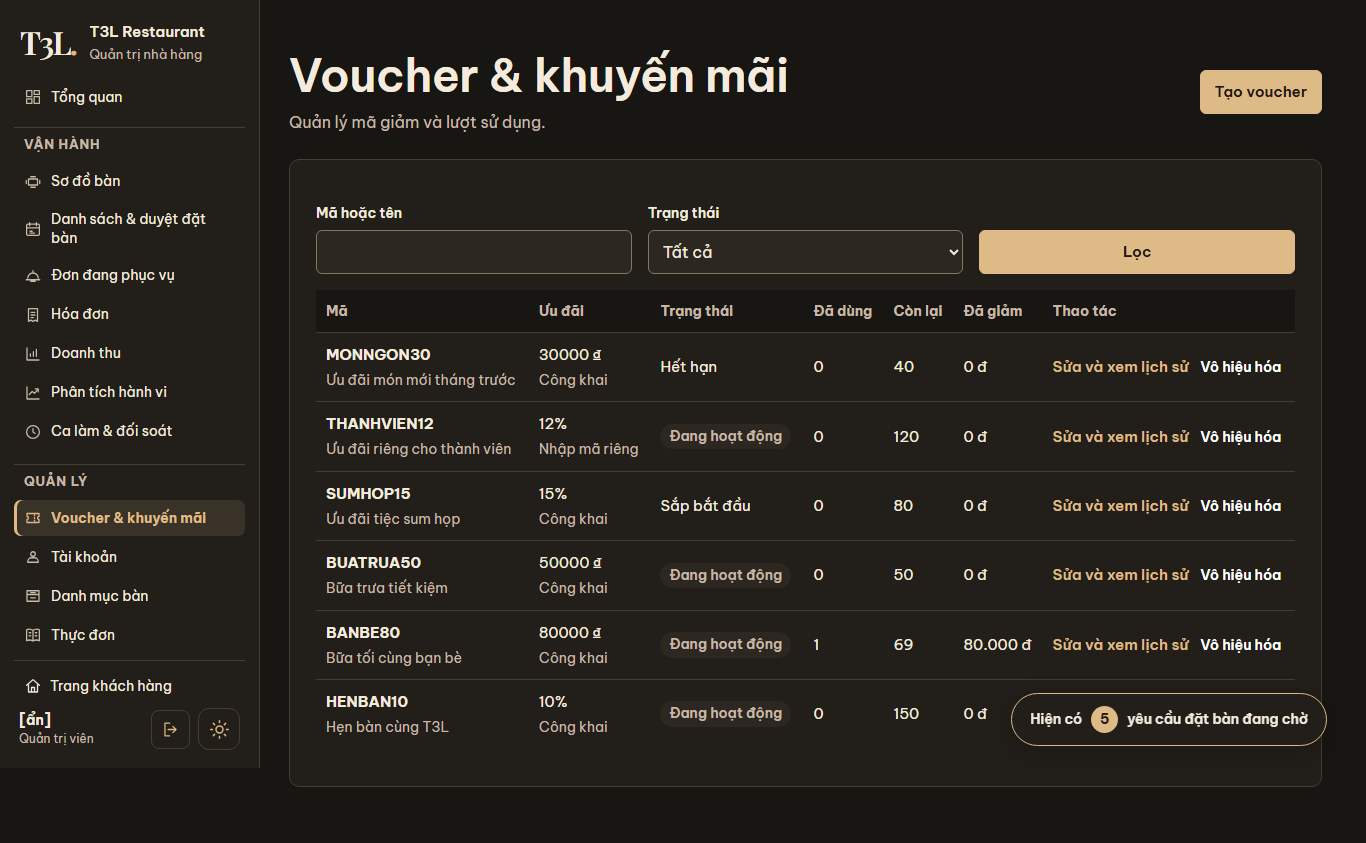 T3L.
T3L Restaurant
Quản trị nhà hàng
Tổng quan
VẬN HÀNH
Sơ đồ bàn
Danh sách & duyệt đặt
bàn
Đơn đang phục vụ
Hóa đơn
Doanh thu
Phân tích hành vi
Ca làm & đối soát
QUẢN LÝ
Voucher & khuyến mãi
Tài khoản
Danh mục bàn
Thực đơn
Trang khách hàng
[ẩn]
Quản trị viên
Voucher & khuyến mãi
Quản lý mã giảm và lượt sử dụng.
Tạo voucher
Mã hoặc tên
Trạng thái
Tất cả
Lọc
Mã Ưu đãi Trạng thái Đã dùng Còn lại Đã giảm Thao tác
MONNGON30 30000 ₫
Ưu đãi món mới tháng trước Công khai Hết hạn 0 40 0 đ Sửa và xem lịch sử Vô hiệu hóa
THANHVIEN12 12%
Ưu đãi riêng cho thành viên Nhập mã riêng Đang hoạt động 0 120 0 đ Sửa và xem lịch sử Vô hiệu hóa
SUMHOP15 15%
Ưu đãi tiệc sum họp Công khai Sắp bắt đầu 0 80 0 đ Sửa và xem lịch sử Vô hiệu hóa
BUATRUA50 50000 ₫
Bữa trưa tiết kiệm Công khai Đang hoạt động 0 50 0 đ Sửa và xem lịch sử Vô hiệu hóa
BANBE80 80000 ₫
Bữa tối cùng bạn bè Công khai Đang hoạt động 1 69 80.000 đ Sửa và xem lịch sử Vô hiệu hóa
HENBAN10 10%
Hẹn bàn cùng T3L Công khai Đang hoạt động 0 150 0 đ
Hiện có 5 yêu cầu đặt bàn đang chờ